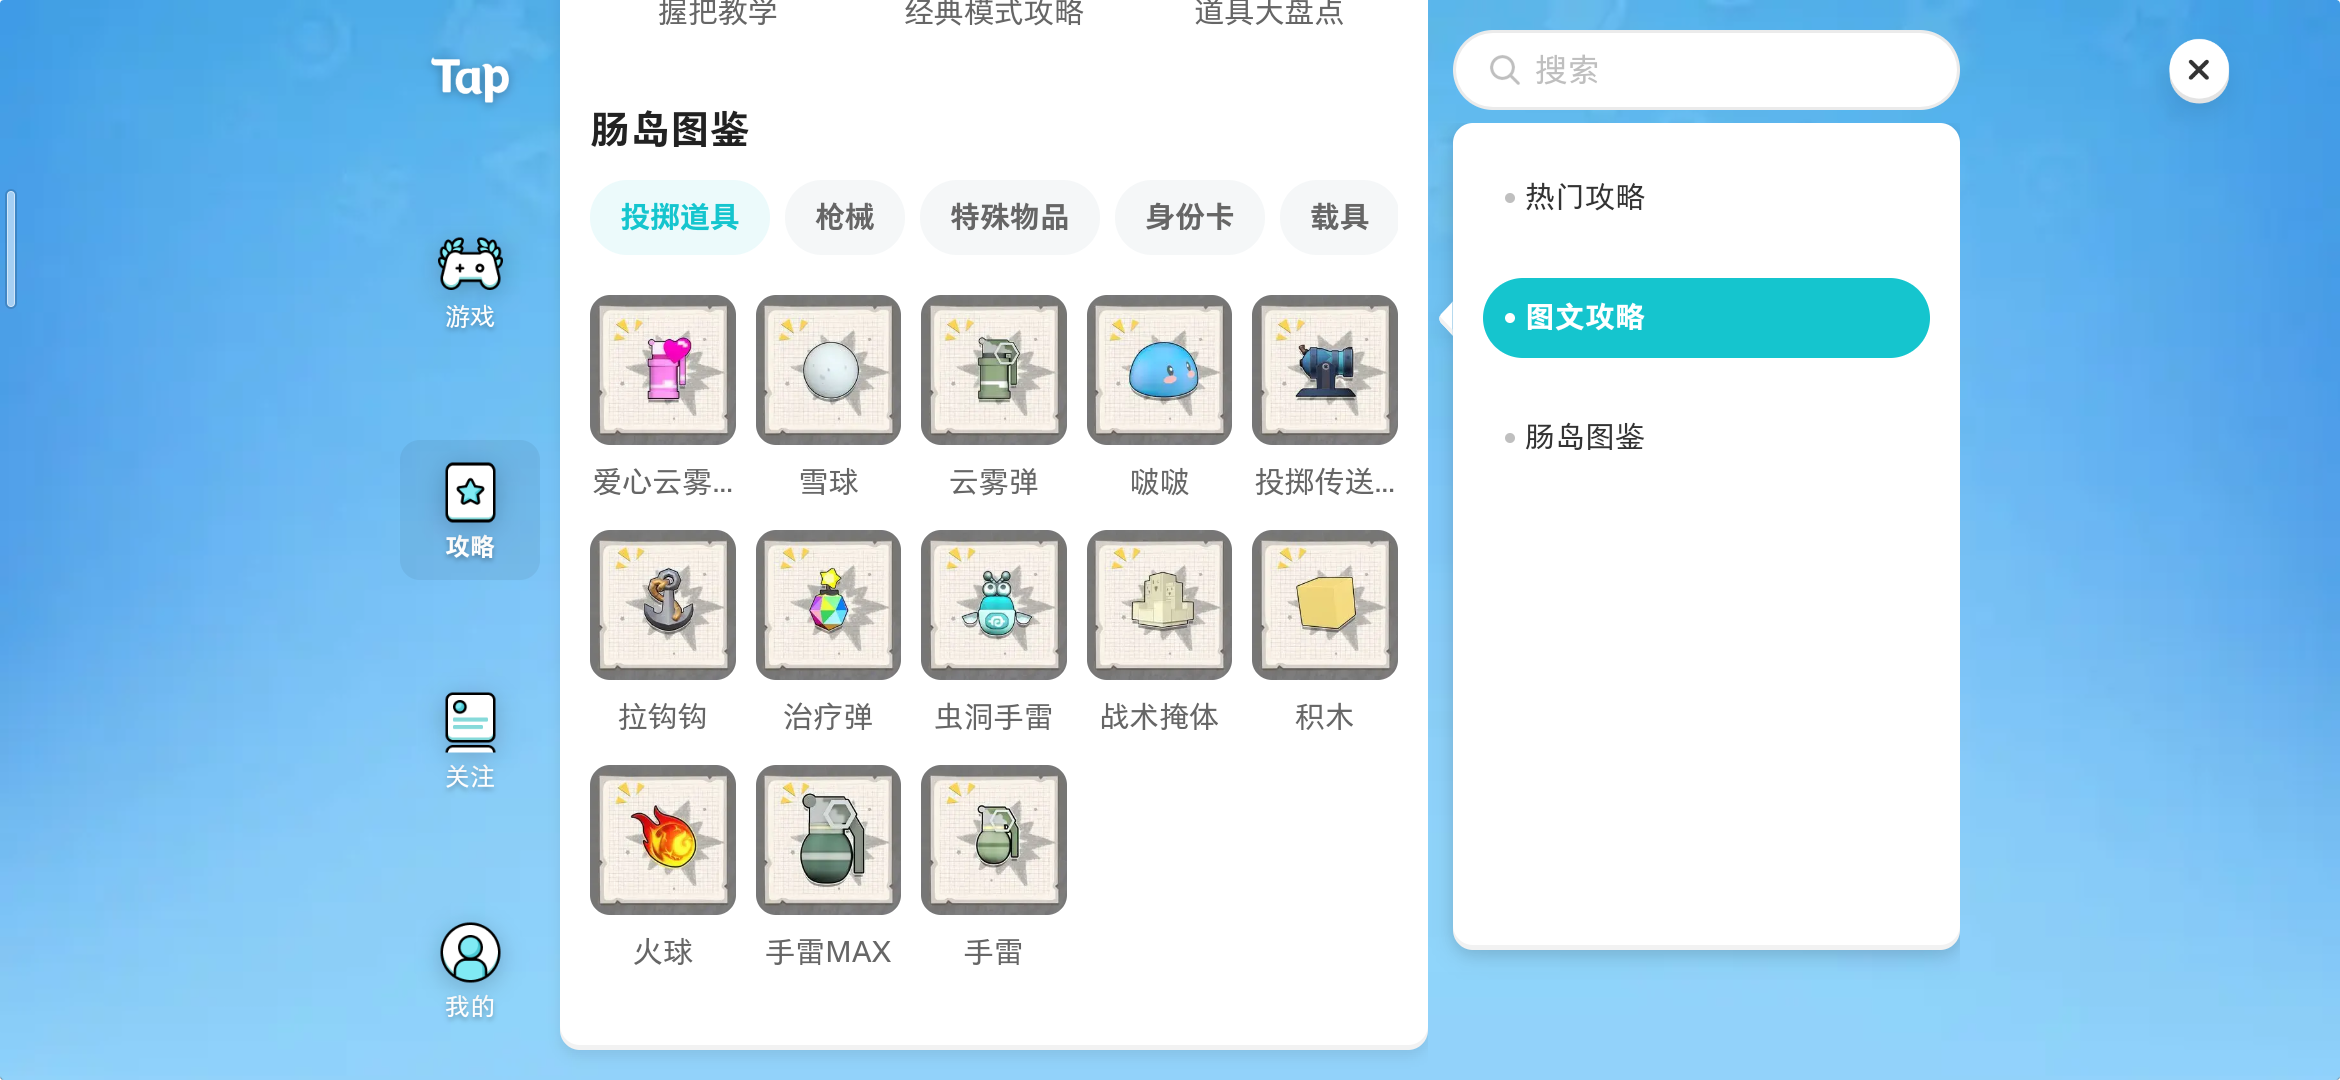 握把教学
经典模式攻略
道具大盘点
Tap
游戏
攻略
关注
我的
肠岛图鉴
投掷道具
枪械
特殊物品
身份卡
载具
爱心云雾...
雪球
云雾弹
啵啵
投掷传送...
拉钩钩
治疗弹
虫洞手雷
战术掩体
积木
火球
手雷MAX
手雷
搜索
热门攻略
图文攻略
肠岛图鉴